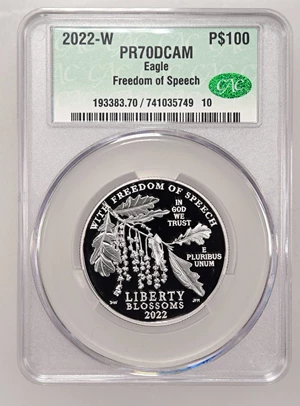 2022-W P$100
PR70DCAM
Eagle
Freedom of Speech
CAC
193383.70 / 741035749 10
WITH FREEDOM OF SPEECH
IN
GOD
WE
TRUST
E
PLURIBUS
UNUM
LIBERTY
BLOSSOMS
2022